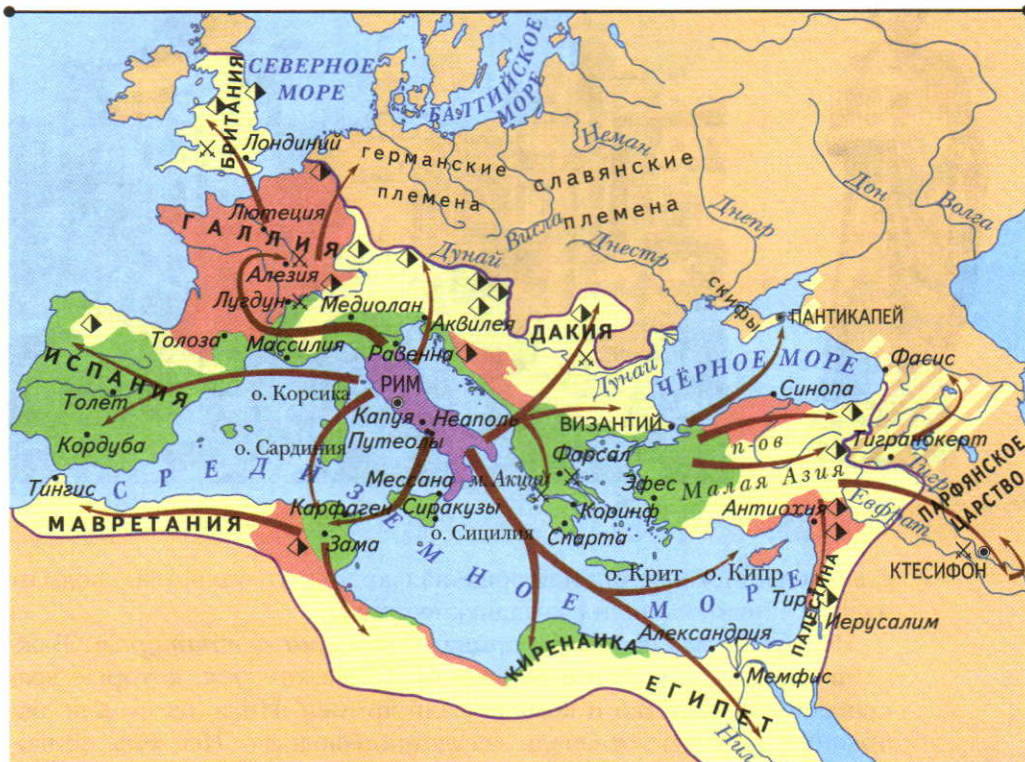 СЕВЕРНОЕ
МОРЕ
БАЛТИЙСКОЕ
МОРЕ
БРИТАНИЯ
Лондиний
Неман
германские
племена
славянские
племена
Дон
Волга
Днепр
Висла
Днестр
Дунай
Лютеция
ГАЛЛИЯ
Алезия
Лугдун
Медиолан
Аквилея
ДАКИЯ
скифы
ПАНТИКАПЕЙ
Толоза
Массилия
Равенна
Дунай
ЧЁРНОЕ МОРЕ
Фасис
ИСПАНИЯ
Толет
Кордуба
о. Корсика
РИМ
Капуя
Неаполь
Путеолы
о. Сардиния
ВИЗАНТИЙ
Синопа
п-ов
Малая Азия
Тигранокерт
Тигр
ПАРФЯНСКОЕ
ЦАРСТВО
Евфрат
КТЕСИФОН
Фарсал
м. Акций
Эфес
Коринф
Спарта
Антиохия
Тингис
МАВРЕТАНИЯ
СРЕДИЗЕМНОЕ МОРЕ
Мессана
Карфаген
Сиракузы
Зама
о. Сицилия
о. Крит
о. Кипр
Тир
ПАЛЕСТИНА
Иерусалим
КИРЕНАИКА
Александрия
Мемфис
ЕГИПЕТ
Нил